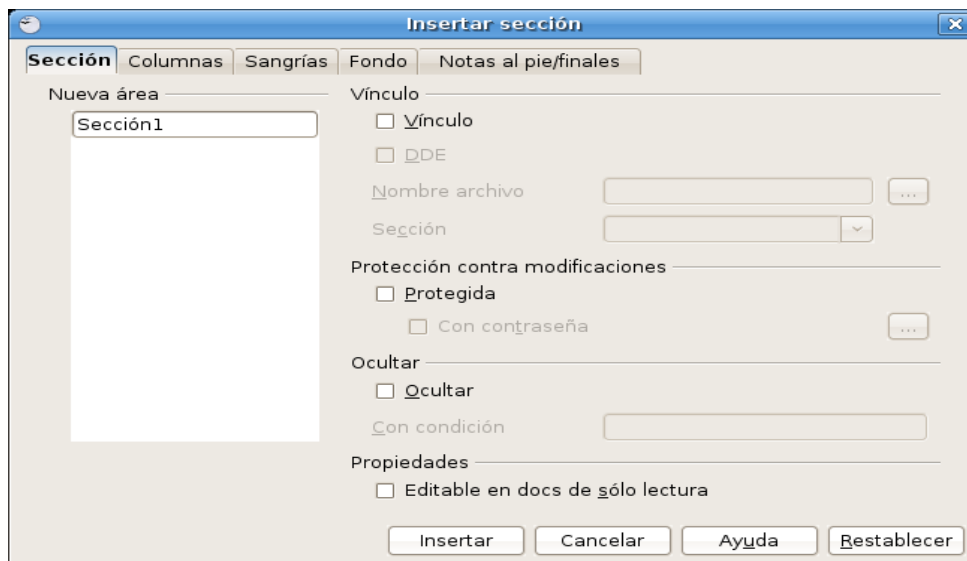 Insertar sección
Sección Columnas Sangrías Fondo Notas al pie/finales
Nueva área
Sección1
Vínculo
Vínculo
DDE
Nombre archivo
...
Sección
Protección contra modificaciones
Protegida
Con contraseña
...
Ocultar
Ocultar
Con condición
Propiedades
Editable en docs de sólo lectura
Insertar Cancelar Ayuda Restablecer